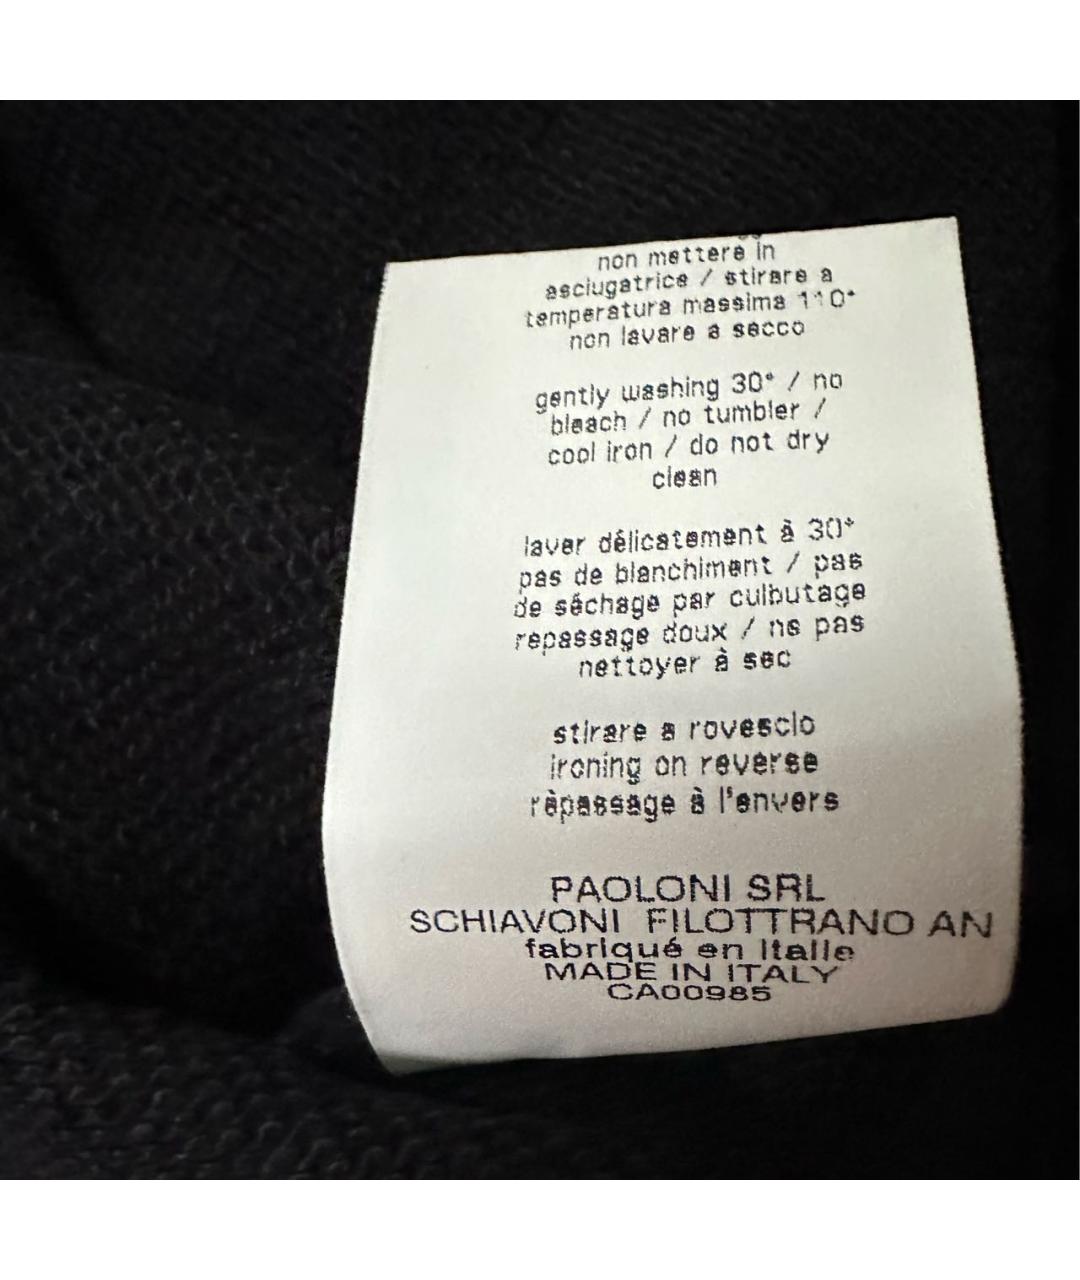 non mettere in
asciugatrice / stirare a
temperatura massima 110°
non lavare a secco
gently washing 30° / no
bleach / no tumbler /
cool iron / do not dry
clean
laver délicatement à 30°
pas de blanchiment / pas
de séchage par culbutage
repassage doux / ne pas
nettoyer à sec
stirare a rovescio
ironing on reverse
rèpassage à l'envers
PAOLONI SRL
SCHIAVONI FILOTTRANO AN
fabriqué en Italie
MADE IN ITALY
CA00985